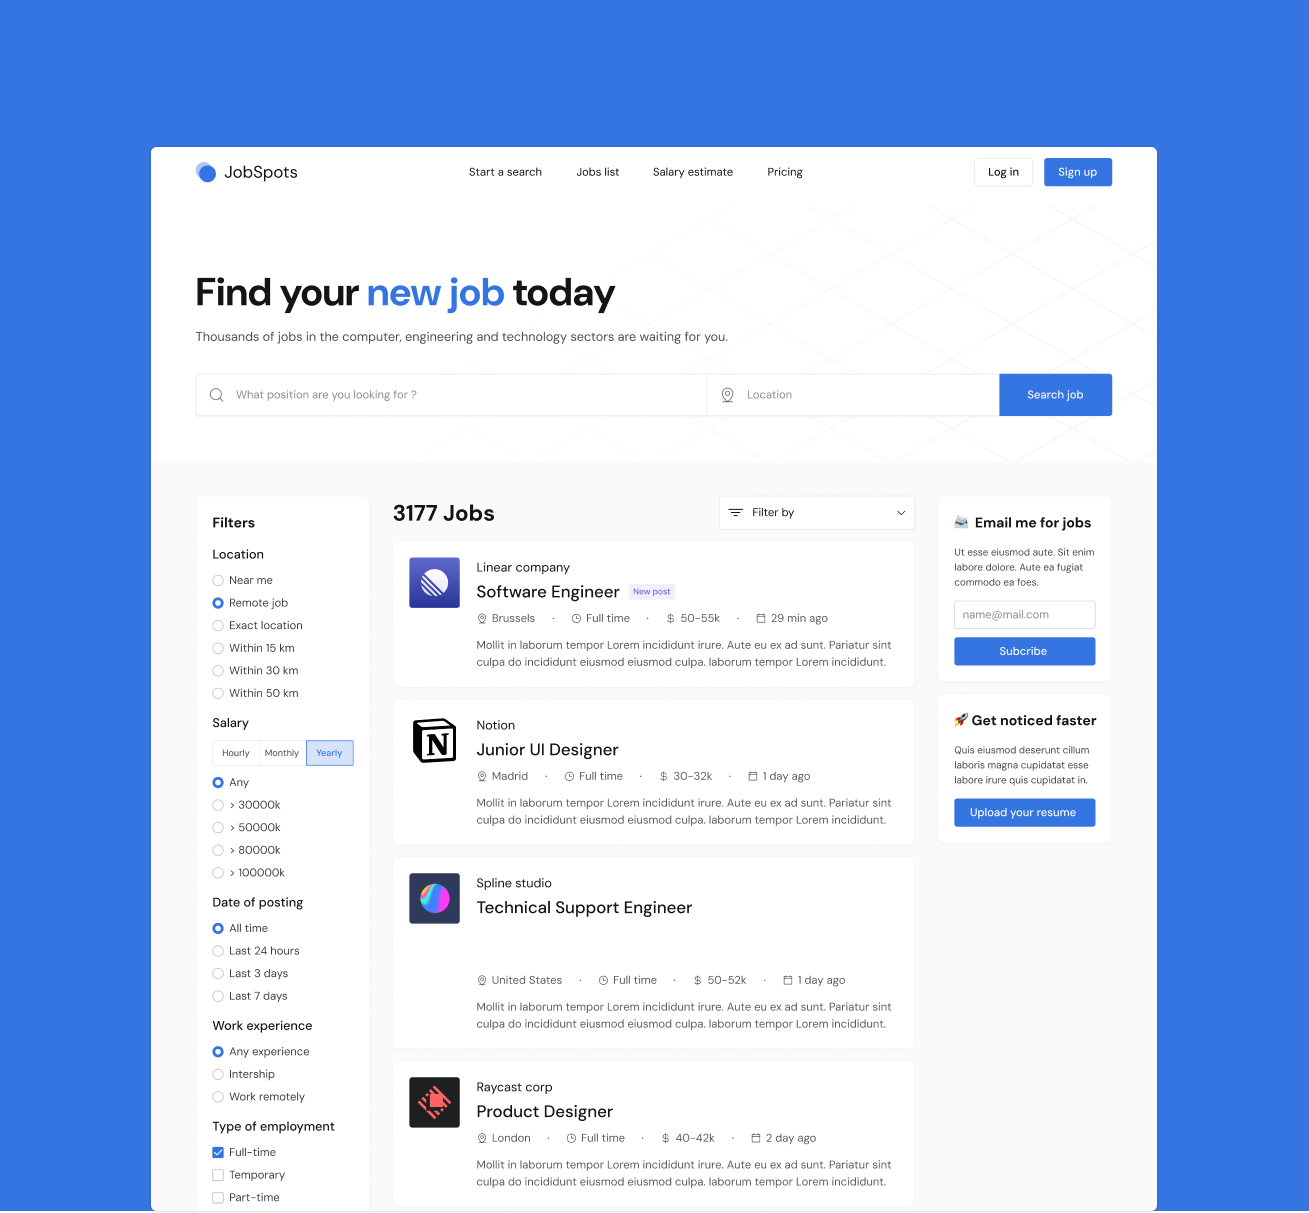 JobSpots
Start a search
Jobs list
Salary estimate
Pricing
Log in
Sign up
Find your new job today
Thousands of jobs in the computer, engineering and technology sectors are waiting for you.
What position are you looking for ?
Location
Search job
Filters
Location
Near me
Remote job
Exact location
Within 15 km
Within 30 km
Within 50 km
Salary
Hourly
Monthly
Yearly
Any
> 30000k
> 50000k
> 80000k
> 100000k
Date of posting
All time
Last 24 hours
Last 3 days
Last 7 days
Work experience
Any experience
Intership
Work remotely
Type of employment
Full-time
Temporary
Part-time
3177 Jobs
Filter by
Linear company
Software Engineer New post
Brussels · Full time · $ 50-55k · 29 min ago
Mollit in laborum tempor Lorem incididunt irure. Aute eu ex ad sunt. Pariatur sint
culpa do incididunt eiusmod eiusmod culpa. laborum tempor Lorem incididunt.
N
Notion
Junior UI Designer
Madrid · Full time · $ 30-32k · 1 day ago
Mollit in laborum tempor Lorem incididunt irure. Aute eu ex ad sunt. Pariatur sint
culpa do incididunt eiusmod eiusmod culpa. laborum tempor Lorem incididunt.
Spline studio
Technical Support Engineer
United States · Full time · $ 50-52k · 1 day ago
Mollit in laborum tempor Lorem incididunt irure. Aute eu ex ad sunt. Pariatur sint
culpa do incididunt eiusmod eiusmod culpa. laborum tempor Lorem incididunt.
Raycast corp
Product Designer
London · Full time · $ 40-42k · 2 day ago
Mollit in laborum tempor Lorem incididunt irure. Aute eu ex ad sunt. Pariatur sint
culpa do incididunt eiusmod eiusmod culpa. laborum tempor Lorem incididunt.
Email me for jobs
Ut esse eiusmod aute. Sit enim
labore dolore. Aute ea fugiat
commodo ea foes.
name@mail.com
Subcribe
Get noticed faster
Quis eiusmod deserunt cillum
laboris magna cupidatat esse
labore irure quis cupidatat in.
Upload your resume